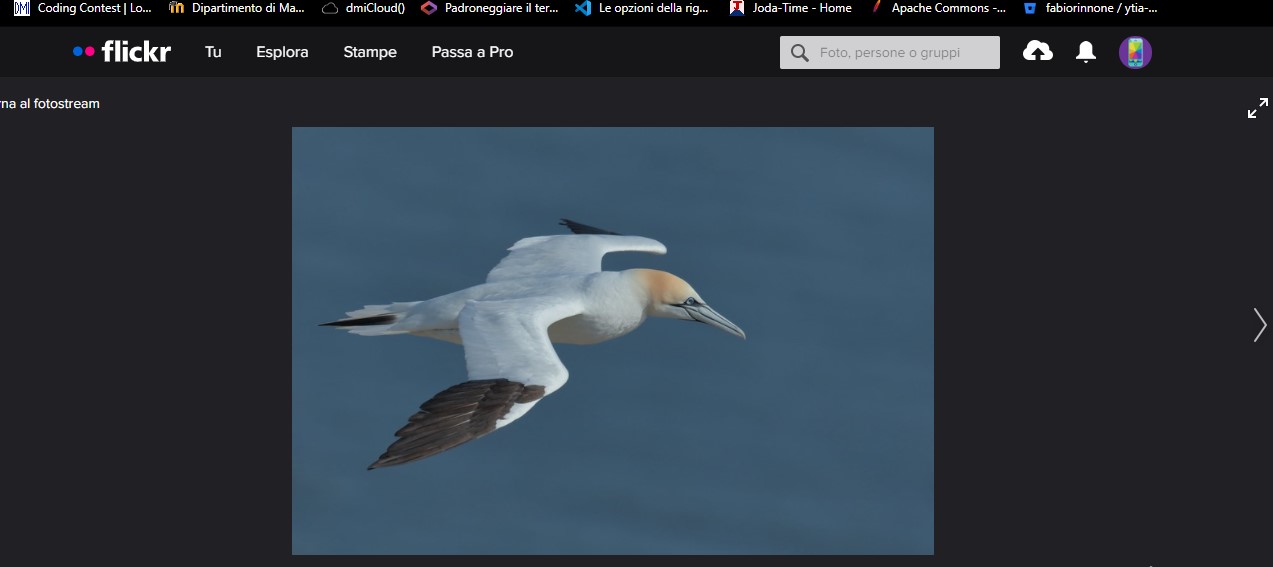 Coding Contest | Lo... Dipartimento di Ma... dmiCloud() Padroneggiare il ter... Le opzioni della rig... Joda-Time - Home Apache Commons -... fabiorinnone / ytia-...
flickr Tu Esplora Stampe Passa a Pro Foto, persone o gruppi
rna al fotostream